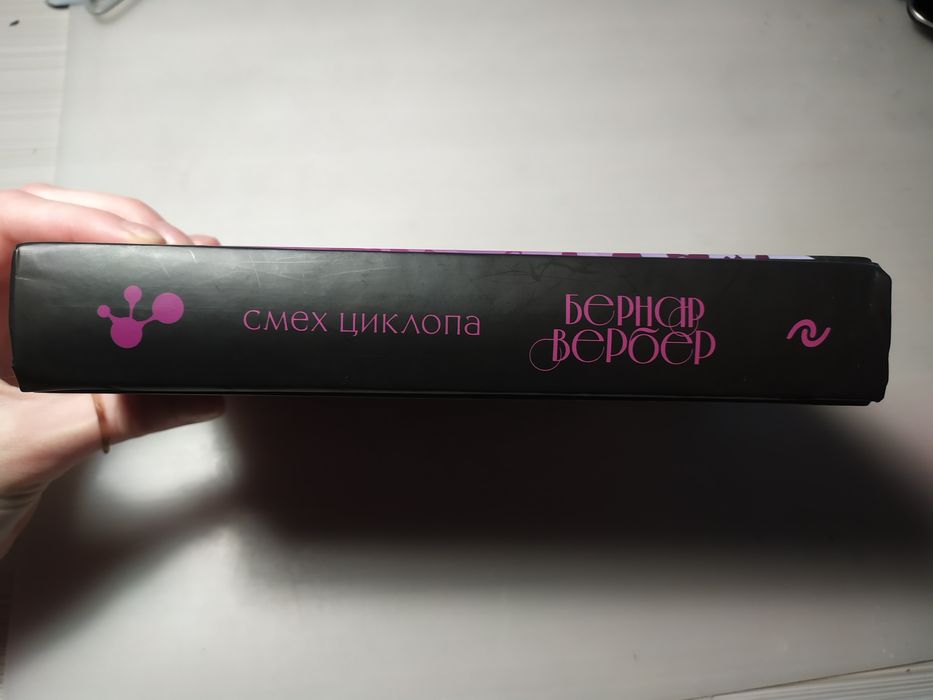 смех циклопа
Бернар
Вербер